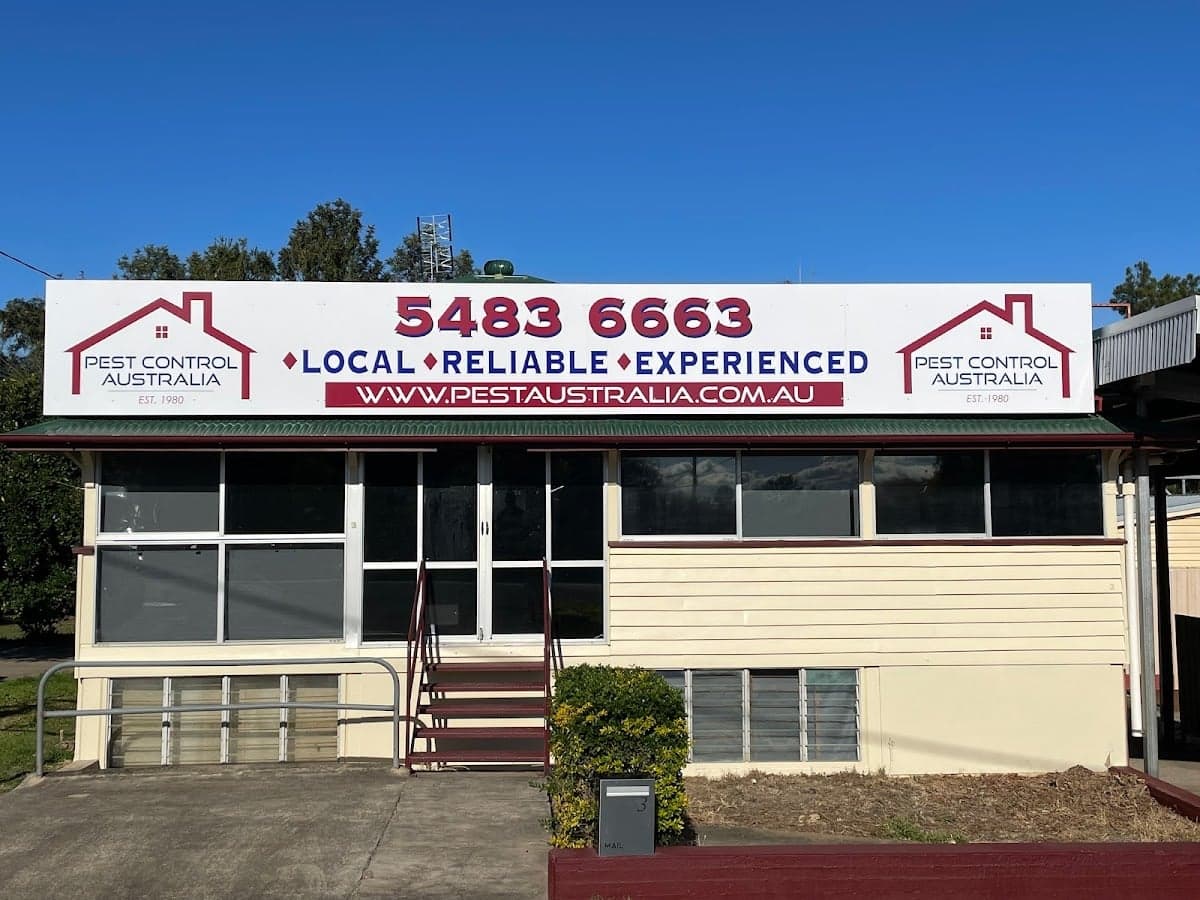 5483 6663
♦LOCAL ♦RELIABLE ♦EXPERIENCED
WWW.PESTAUSTRALIA.COM.AU
PEST CONTROL
AUSTRALIA
EST. 1980
PEST CONTROL
AUSTRALIA
EST. 1980
3
MAIL